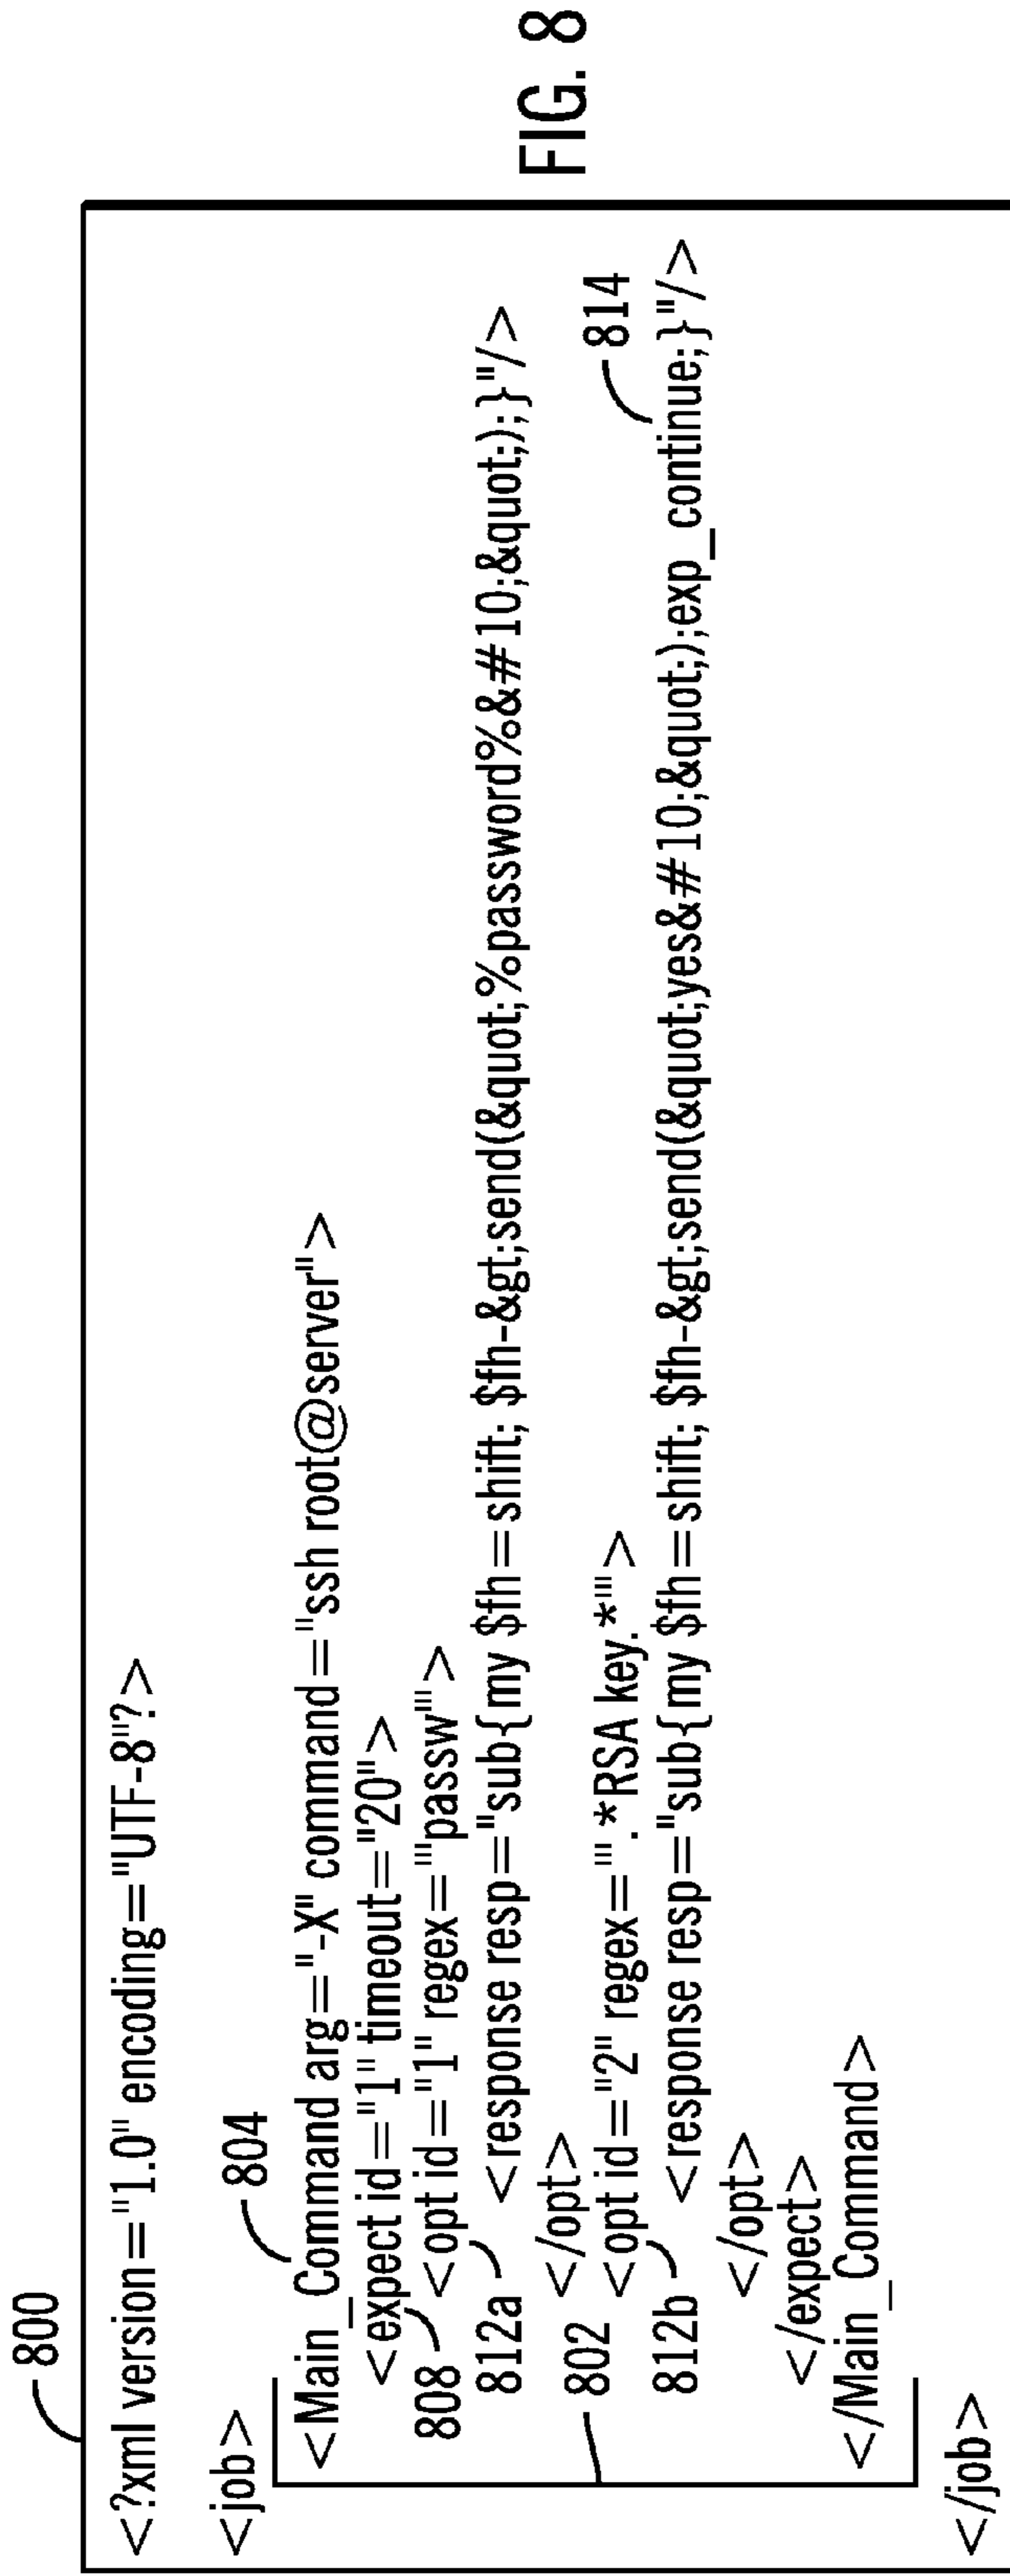 800
<?xml version="1.0" encoding="UTF-8"?>
<job>
804
<Main_Command arg="-X" command="ssh root@server">
<expect id="1" timeout="20">
808
<opt id="1" regex="'passw'">
812a
<response resp="sub{my $fh=shift; $fh-&gt;send(&quot;%password%&#10;&quot;);}"/>
</opt>
802
<opt id="2" regex="'.*RSA key.*'">
812b
814
<response resp="sub{my $fh=shift; $fh-&gt;send(&quot;yes&#10;&quot;);exp_continue;}"/>
</opt>
</expect>
</Main_Command>
</job>
FIG. 8